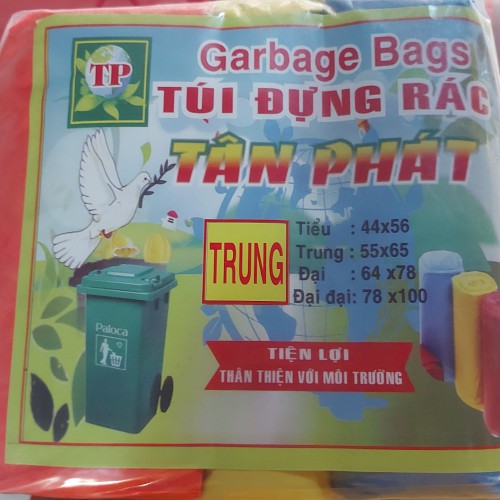 TP
Garbage Bags
TÚI ĐỰNG RÁC
TÂN PHÁT
TRUNG
Tiểu : 44x56
Trung : 55x65
Đại : 64 x78
Đại đại: 78 x100
Paloca
TIỆN LỢI
THÂN THIỆN VỚI MÔI TRƯỜNG